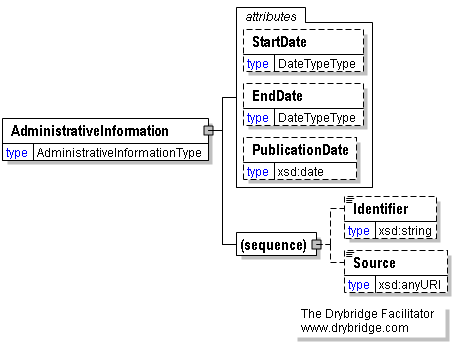 attributes
StartDate
type DateTypeType
EndDate
type DateTypeType
PublicationDate
type xsd:date
AdministrativeInformation
type AdministrativeInformationType
(sequence)
Identifier
type xsd:string
Source
type xsd:anyURI
The Drybridge Facilitator
www.drybridge.com